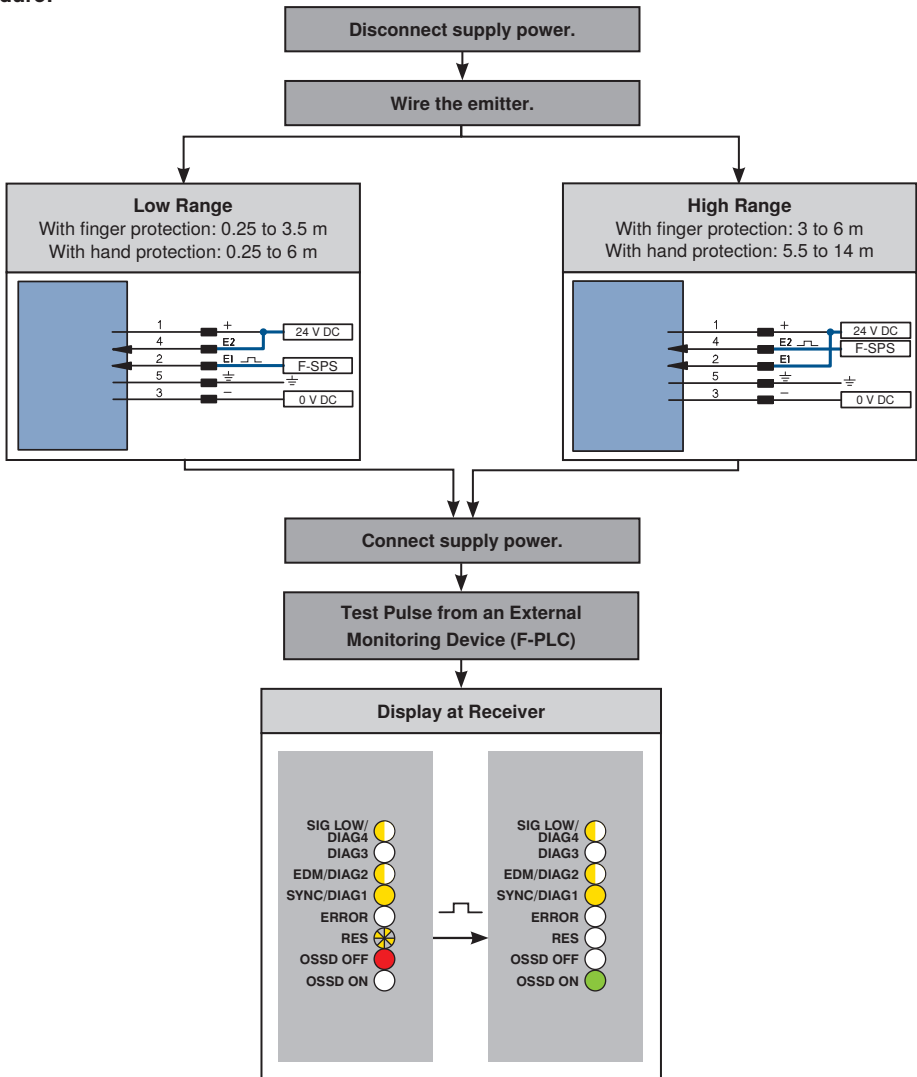 Disconnect supply power.
Wire the emitter.
Low Range
With finger protection: 0.25 to 3.5 m
With hand protection: 0.25 to 6 m
1 + 24 V DC
4 E2
2 E1 F-SPS
5
3 − 0 V DC
High Range
With finger protection: 3 to 6 m
With hand protection: 5.5 to 14 m
1 + 24 V DC
4 E2 F-SPS
2 E1
5
3 − 0 V DC
Connect supply power.
Test Pulse from an External
Monitoring Device (F-PLC)
Display at Receiver
SIG LOW/
DIAG4
DIAG3
EDM/DIAG2
SYNC/DIAG1
ERROR
RES
OSSD OFF
OSSD ON
SIG LOW/
DIAG4
DIAG3
EDM/DIAG2
SYNC/DIAG1
ERROR
RES
OSSD OFF
OSSD ON